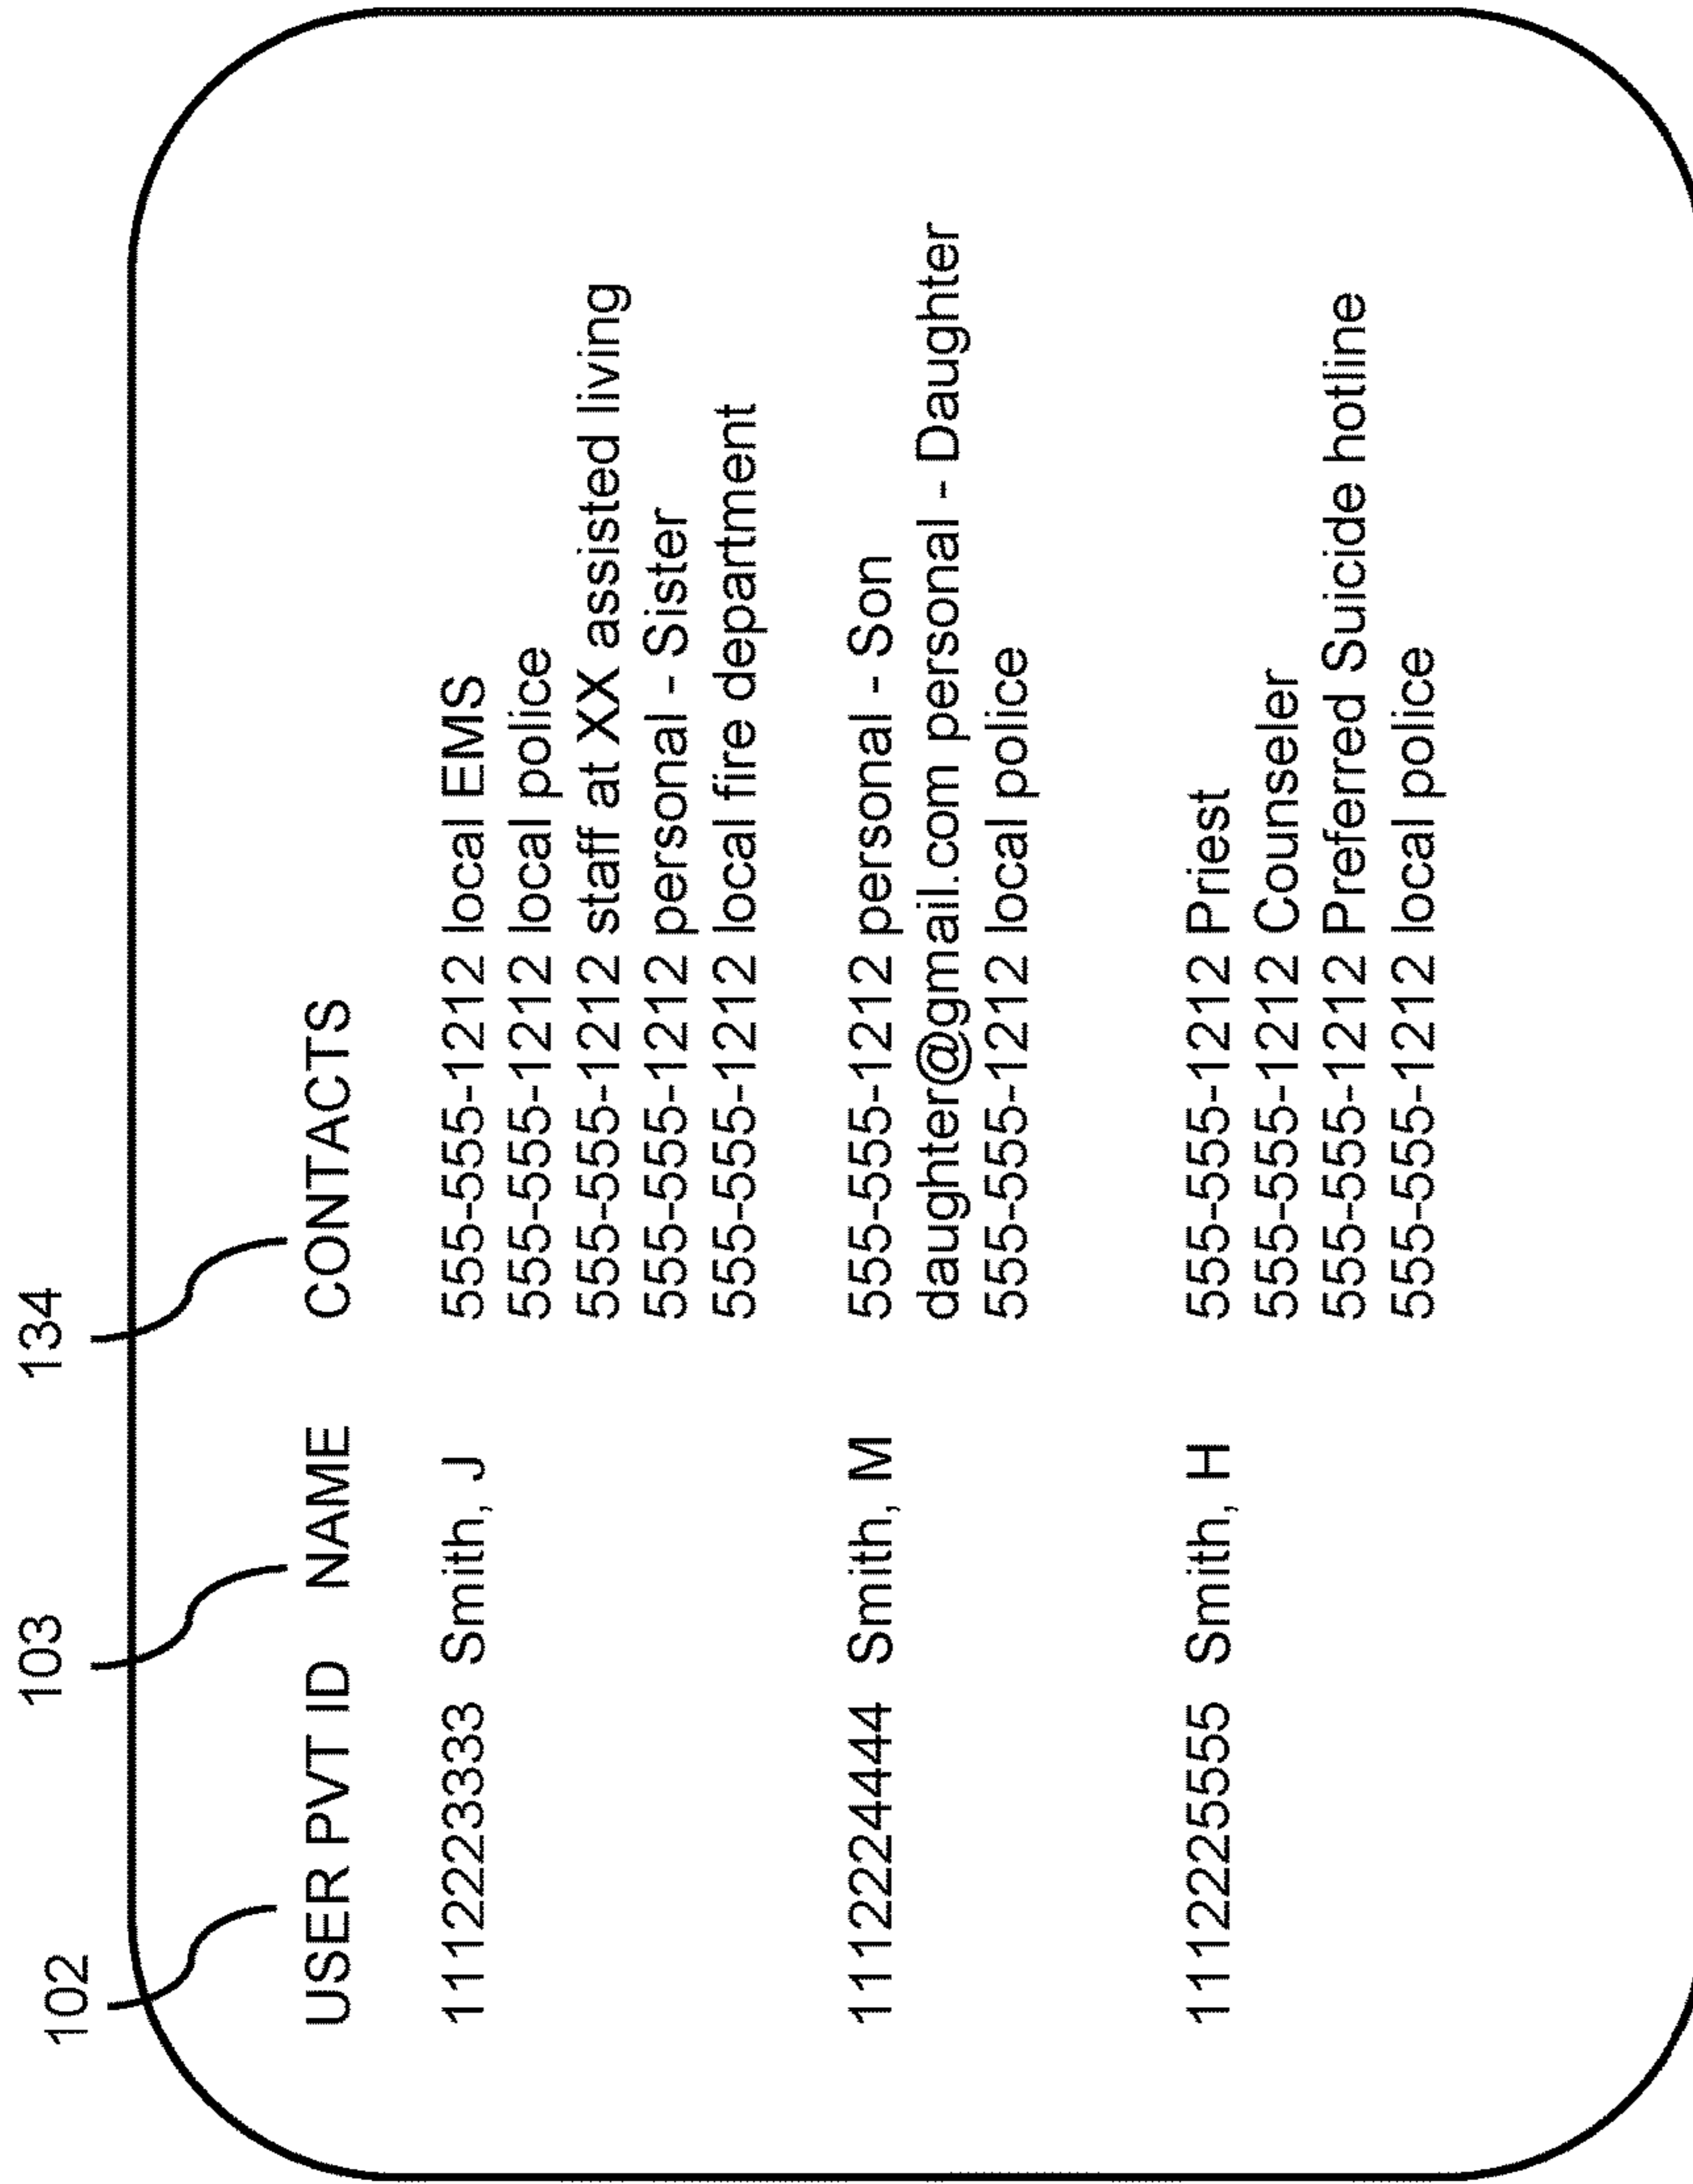 102 103 134
USER PVT ID NAME CONTACTS
111223333 Smith, J 555-555-1212 local EMS
555-555-1212 local police
555-555-1212 staff at XX assisted living
555-555-1212 personal - Sister
555-555-1212 local fire department
111224444 Smith, M 555-555-1212 personal - Son
daughter@gmail.com personal - Daughter
555-555-1212 local police
111225555 Smith, H 555-555-1212 Priest
555-555-1212 Counseler
555-555-1212 Preferred Suicide hotline
555-555-1212 local police